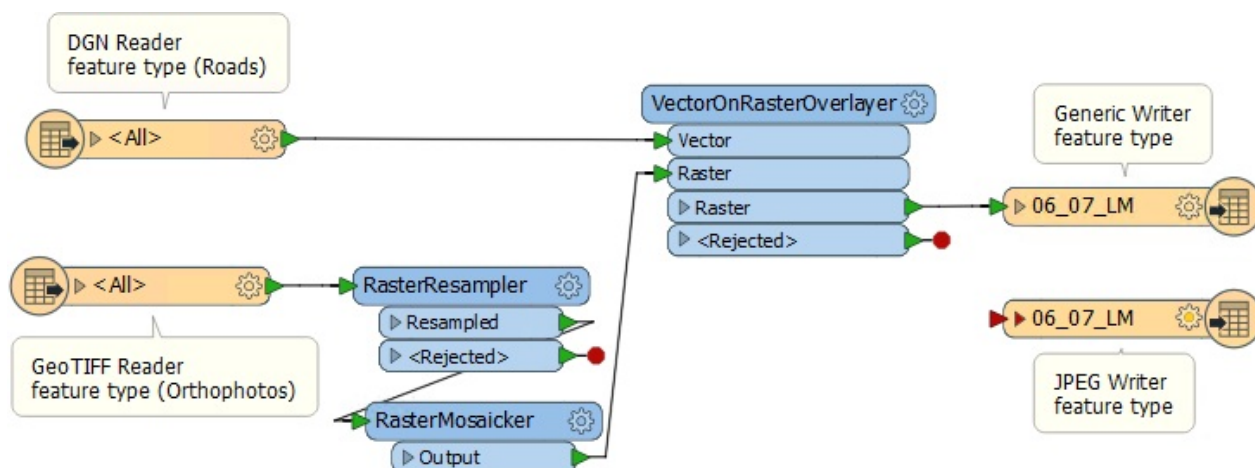 DGN Reader
feature type (Roads)
<All>
VectorOnRasterOverlayer
Vector
Raster
Raster
<Rejected>
Generic Writer
feature type
06_07_LM
<All>
GeoTIFF Reader
feature type (Orthophotos)
RasterResampler
Resampled
<Rejected>
RasterMosaicker
Output
06_07_LM
JPEG Writer
feature type